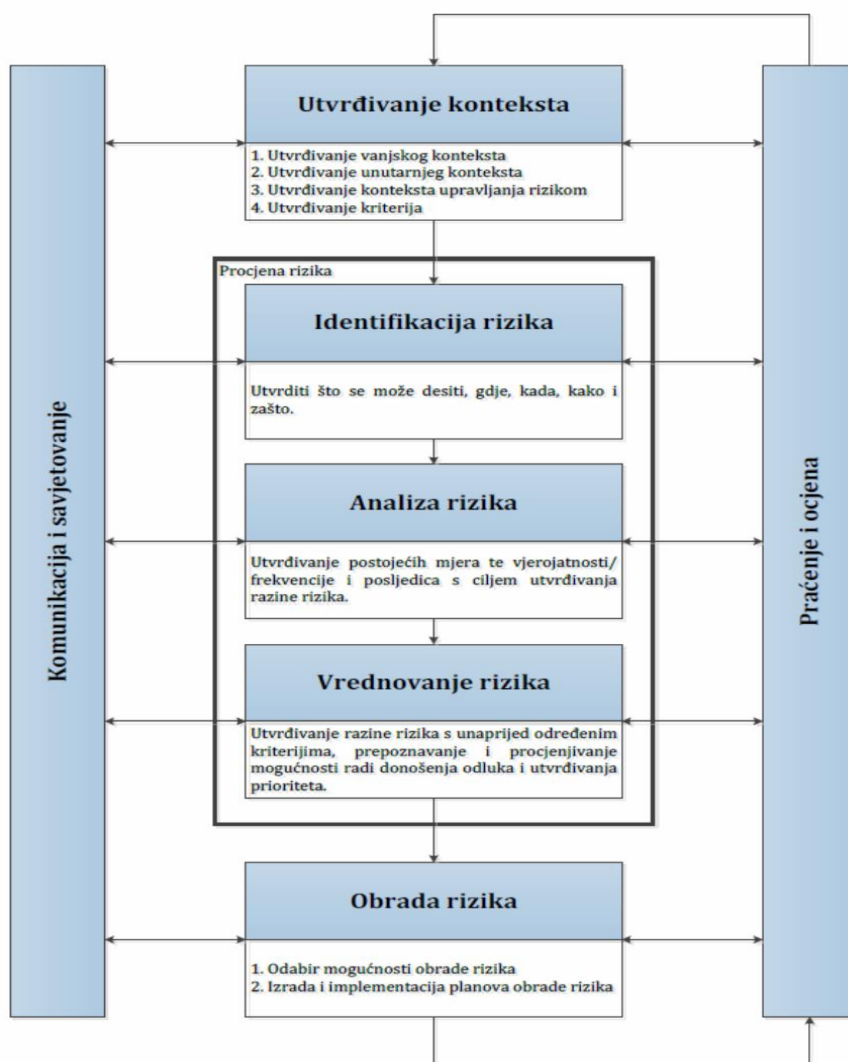 Utvrđivanje konteksta
1. Utvrđivanje vanjskog konteksta
2. Utvrđivanje unutarnjeg konteksta
3. Utvrđivanje konteksta upravljanja rizikom
4. Utvrđivanje kriterija
Procjena rizika
Identifikacija rizika
Utvrditi što se može desiti, gdje, kada, kako i
zašto.
Analiza rizika
Utvrđivanje postojećih mjera te vjerojatnosti/
frekvencije i posljedica s ciljem utvrđivanja
razine rizika.
Vrednovanje rizika
Utvrđivanje razine rizika s unaprijed određenim
kriterijima, prepoznavanje i procjenjivanje
mogućnosti radi donošenja odluka i utvrđivanja
prioriteta.
Obrada rizika
1. Odabir mogućnosti obrade rizika
2. Izrada i implementacija planova obrade rizika
Komunikacija i savjetovanje
Praćenje i ocjena